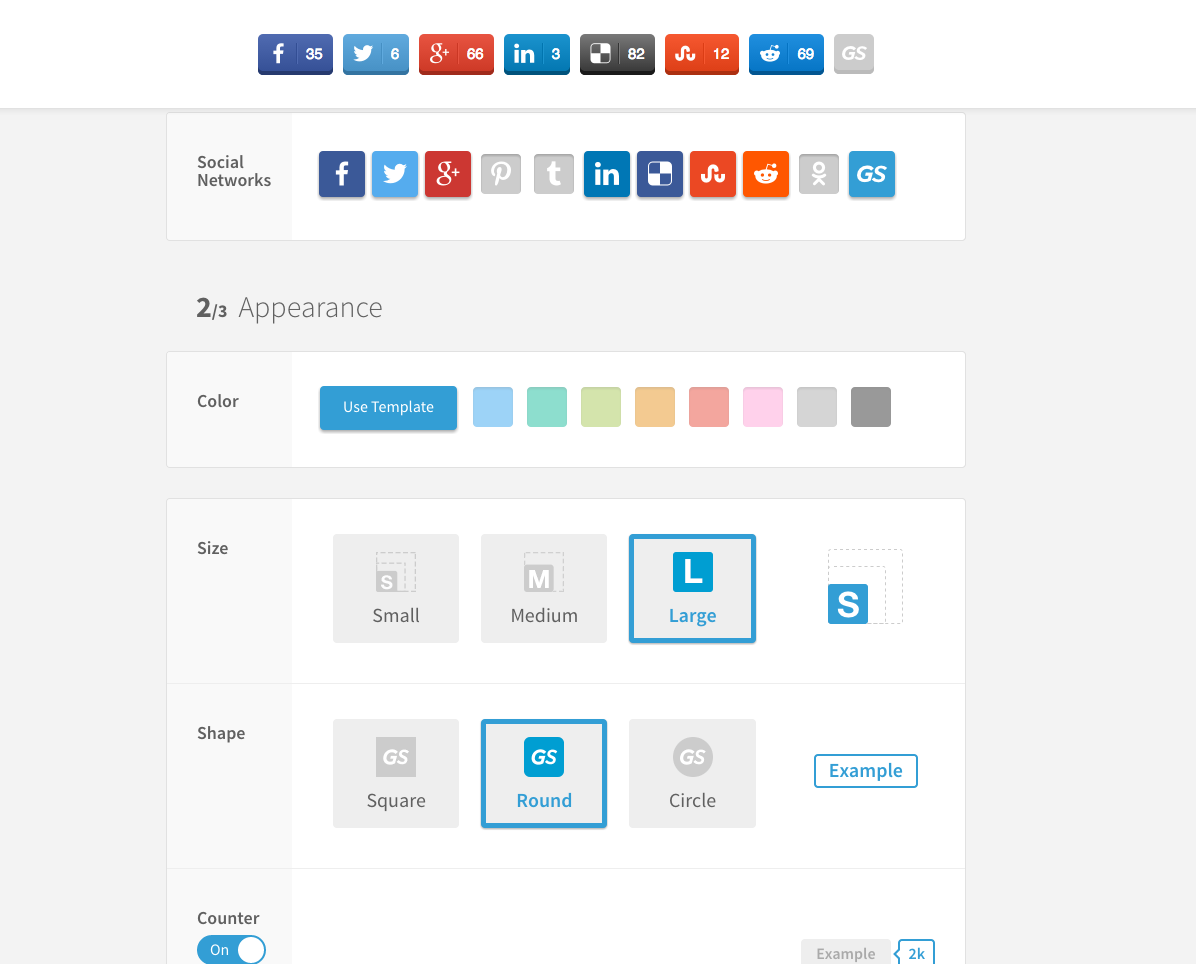 f 35 6 g+ 66 in 3 82 12 69 GS
Social
Networks
f g+ t in GS
2/3 Appearance
Color
Use Template
Size
S M L S
Small Medium Large
Shape
GS GS GS
Example
Square Round Circle
Counter
On
Example 2k